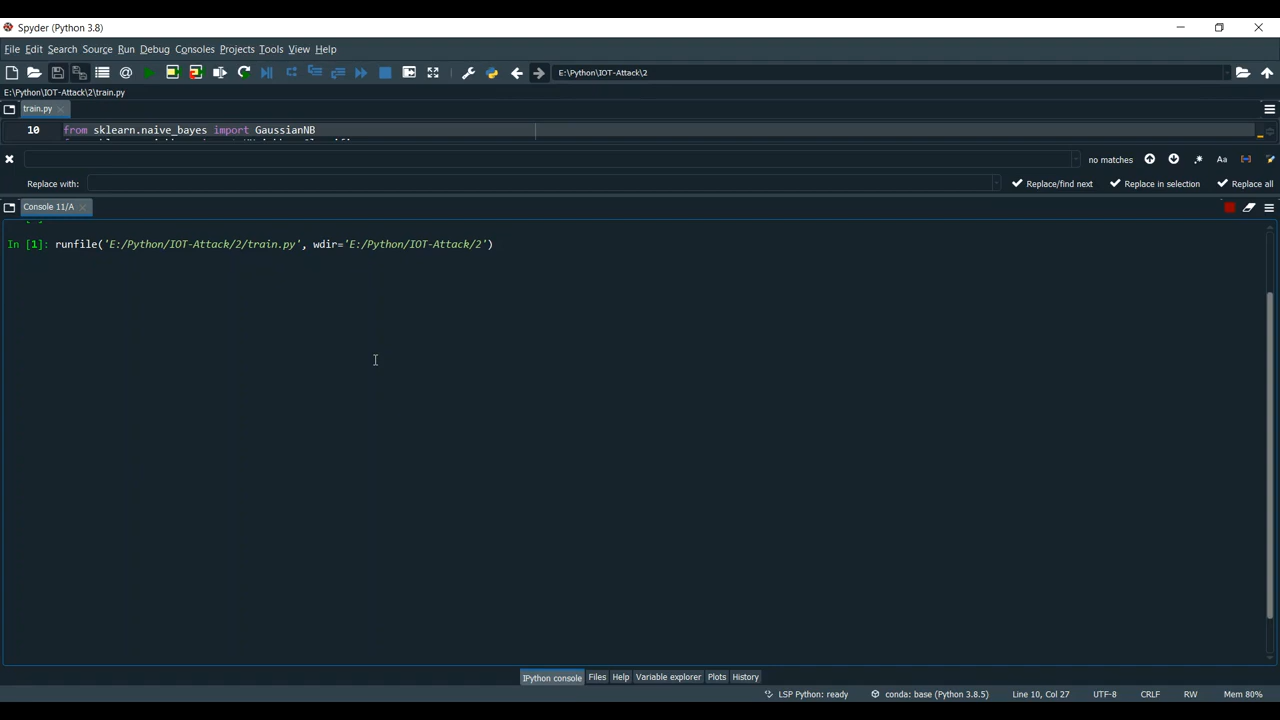 Spyder (Python 3.8)
File Edit Search Source Run Debug Consoles Projects Tools View Help
E:\Python\IOT-Attack\2
E:\Python\IOT-Attack\2\train.py
train.py
10 from sklearn.naive_bayes import GaussianNB
no matches
Aa
Replace with:
Replace/find next
Replace in selection
Replace all
Console 11/A
In [1]: runfile('E:/Python/IOT-Attack/2/train.py', wdir='E:/Python/IOT-Attack/2')
IPython console Files Help Variable explorer Plots History
LSP Python: ready conda: base (Python 3.8.5) Line 10, Col 27 UTF-8 CRLF RW Mem 80%